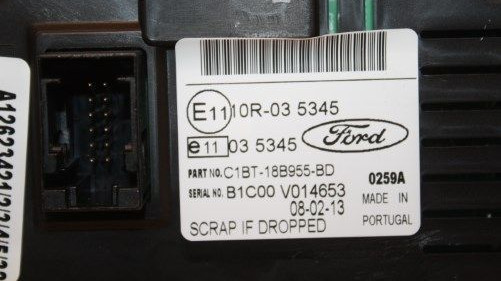 E11 10R-03 5345
e 11 03 5345
Ford
PART NO. C1BT-18B955-BD
0259A
SERIAL NO. B1C00 V014653
08-02-13
MADE IN
PORTUGAL
SCRAP IF DROPPED